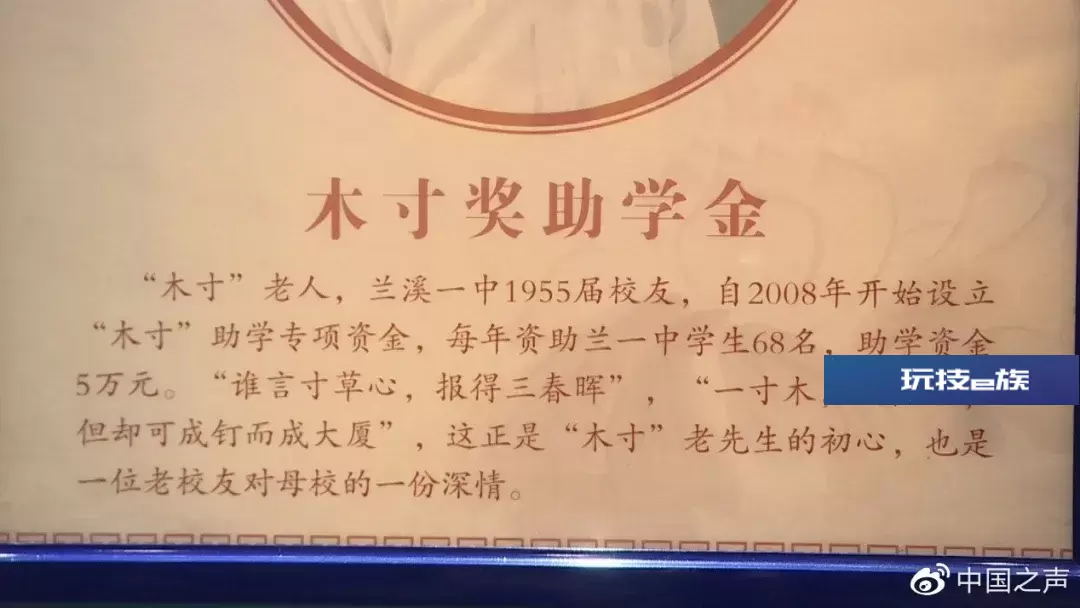 木寸奖助学金
“木寸”老人，兰溪一中1955届校友，自2008年开始设立
“木寸”助学专项资金，每年资助兰一中学生68名，助学资金
5万元。“谁言寸草心，报得三春晖”，“一寸木，
玩技e族
但却可成钉而成大厦”，这正是“木寸”老先生的初心，也是
一位老校友对母校的一份深情。
中国之声